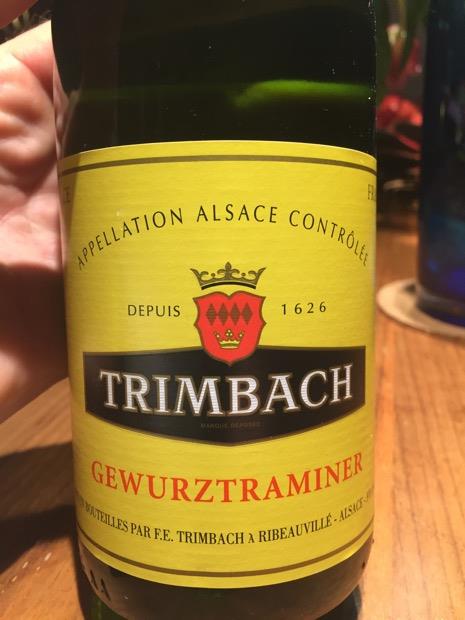 APPELLATION ALSACE CONTRÔLÉE
DEPUIS 1626
TRIMBACH
MARQUE DÉPOSÉE
GEWURZTRAMINER
BOUTEILLES PAR F.E. TRIMBACH À RIBEAUVILLÉ - ALSACE -